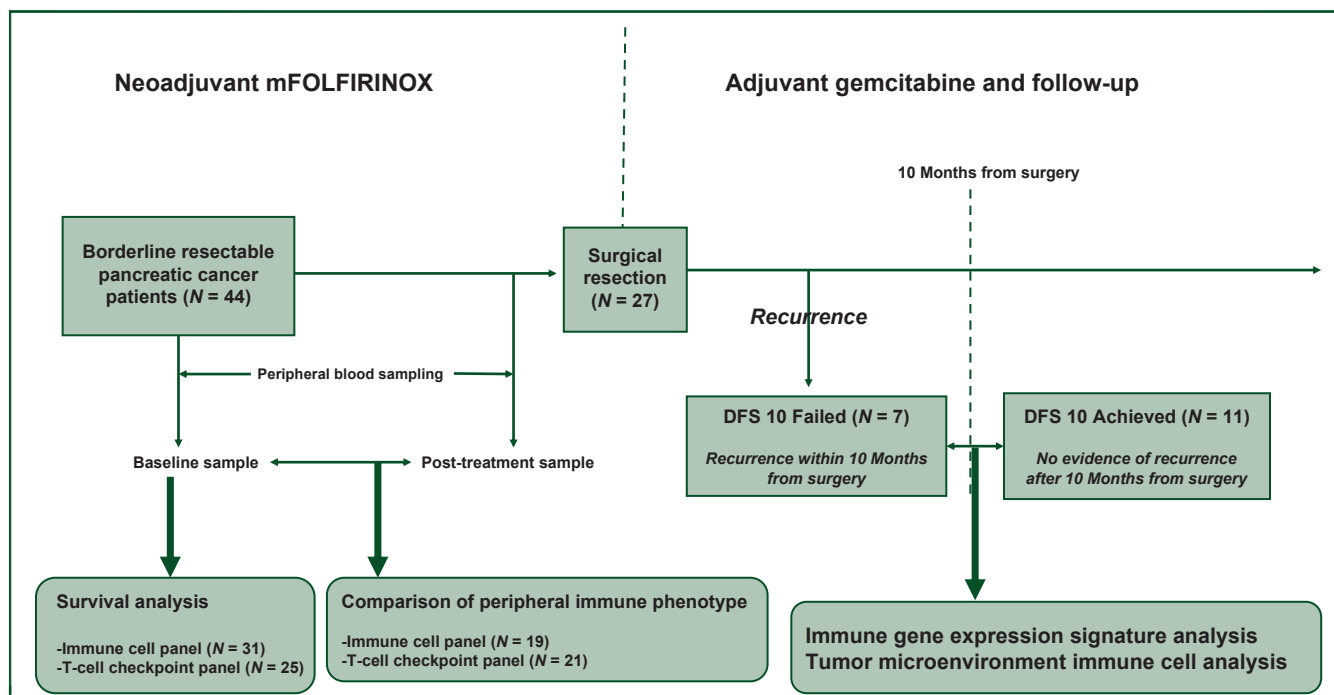 Neoadjuvant mFOLFIRINOX
Adjuvant gemcitabine and follow-up
10 Months from surgery
Borderline resectable
pancreatic cancer
patients (N = 44)
Surgical
resection
(N = 27)
Recurrence
Peripheral blood sampling
DFS 10 Failed (N = 7)
Recurrence within 10 Months
from surgery
DFS 10 Achieved (N = 11)
No evidence of recurrence
after 10 Months from surgery
Baseline sample
Post-treatment sample
Survival analysis
-Immune cell panel (N = 31)
-T-cell checkpoint panel (N = 25)
Comparison of peripheral immune phenotype
-Immune cell panel (N = 19)
-T-cell checkpoint panel (N = 21)
Immune gene expression signature analysis
Tumor microenvironment immune cell analysis